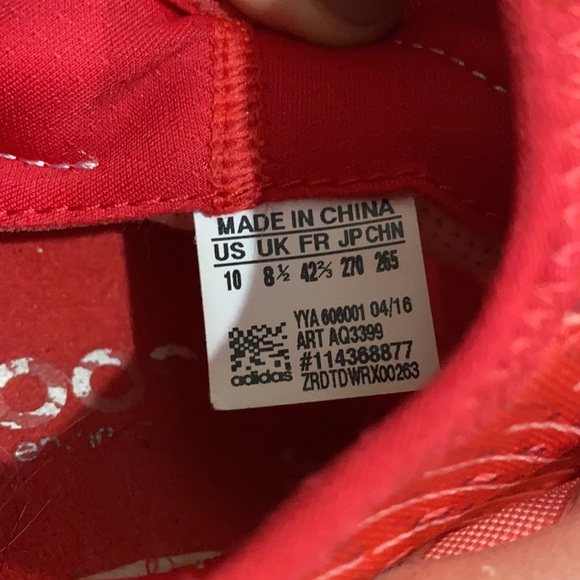 MADE IN CHINA
US UK FR JP CHN
10 8½ 42⅔ 270 265
YYA 606001 04/16
ART AQ3399
#114368877
ZRDTDWRX00263
adidas